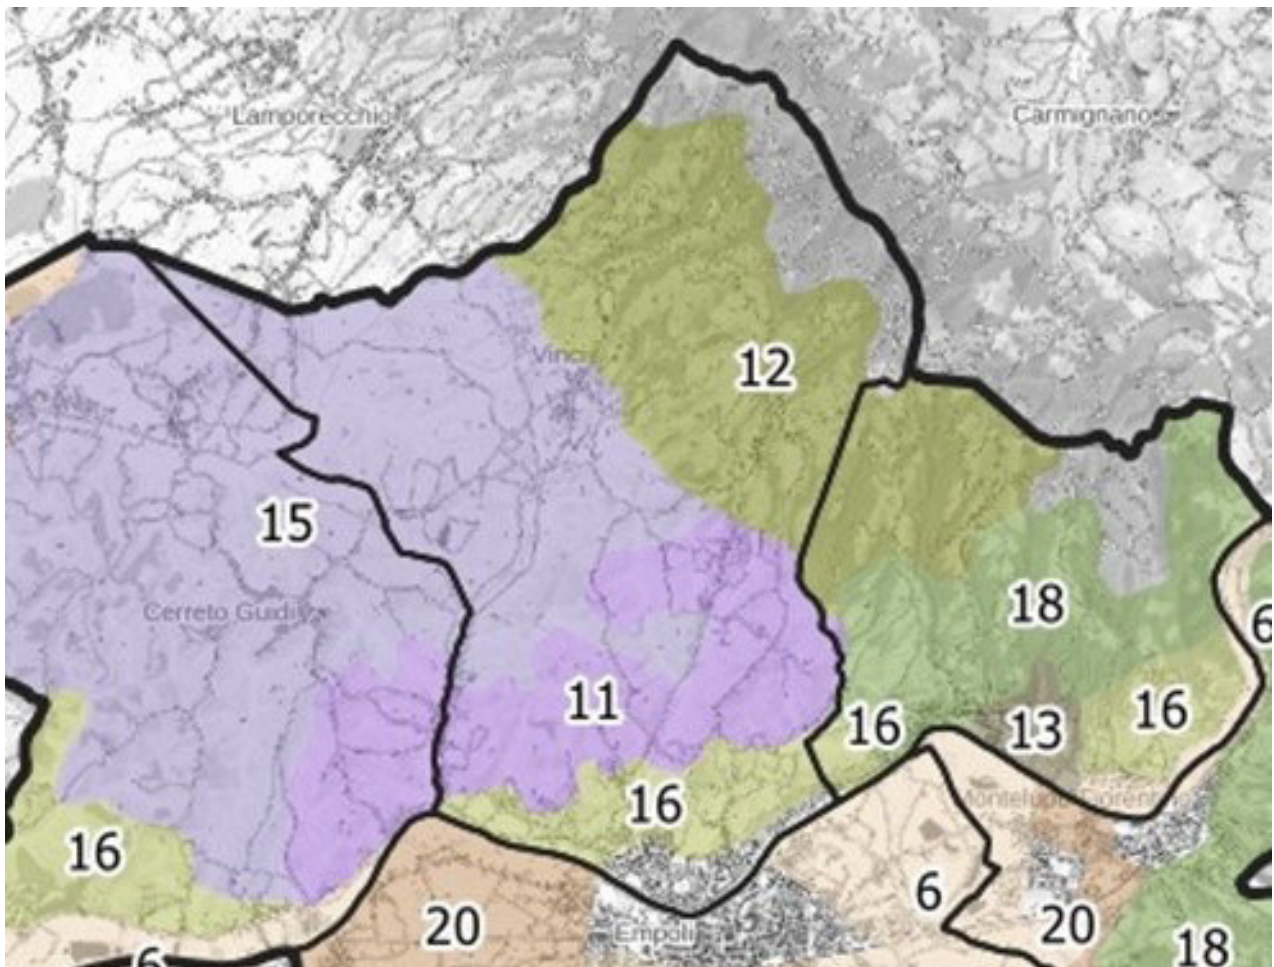 Lamporecchio
Carmignano
Vinci
12
15
Cerreto Guidi
18
6
11
16
13
16
16
Montelupo Fiorentino
16
6
20
Empoli
20
18
6